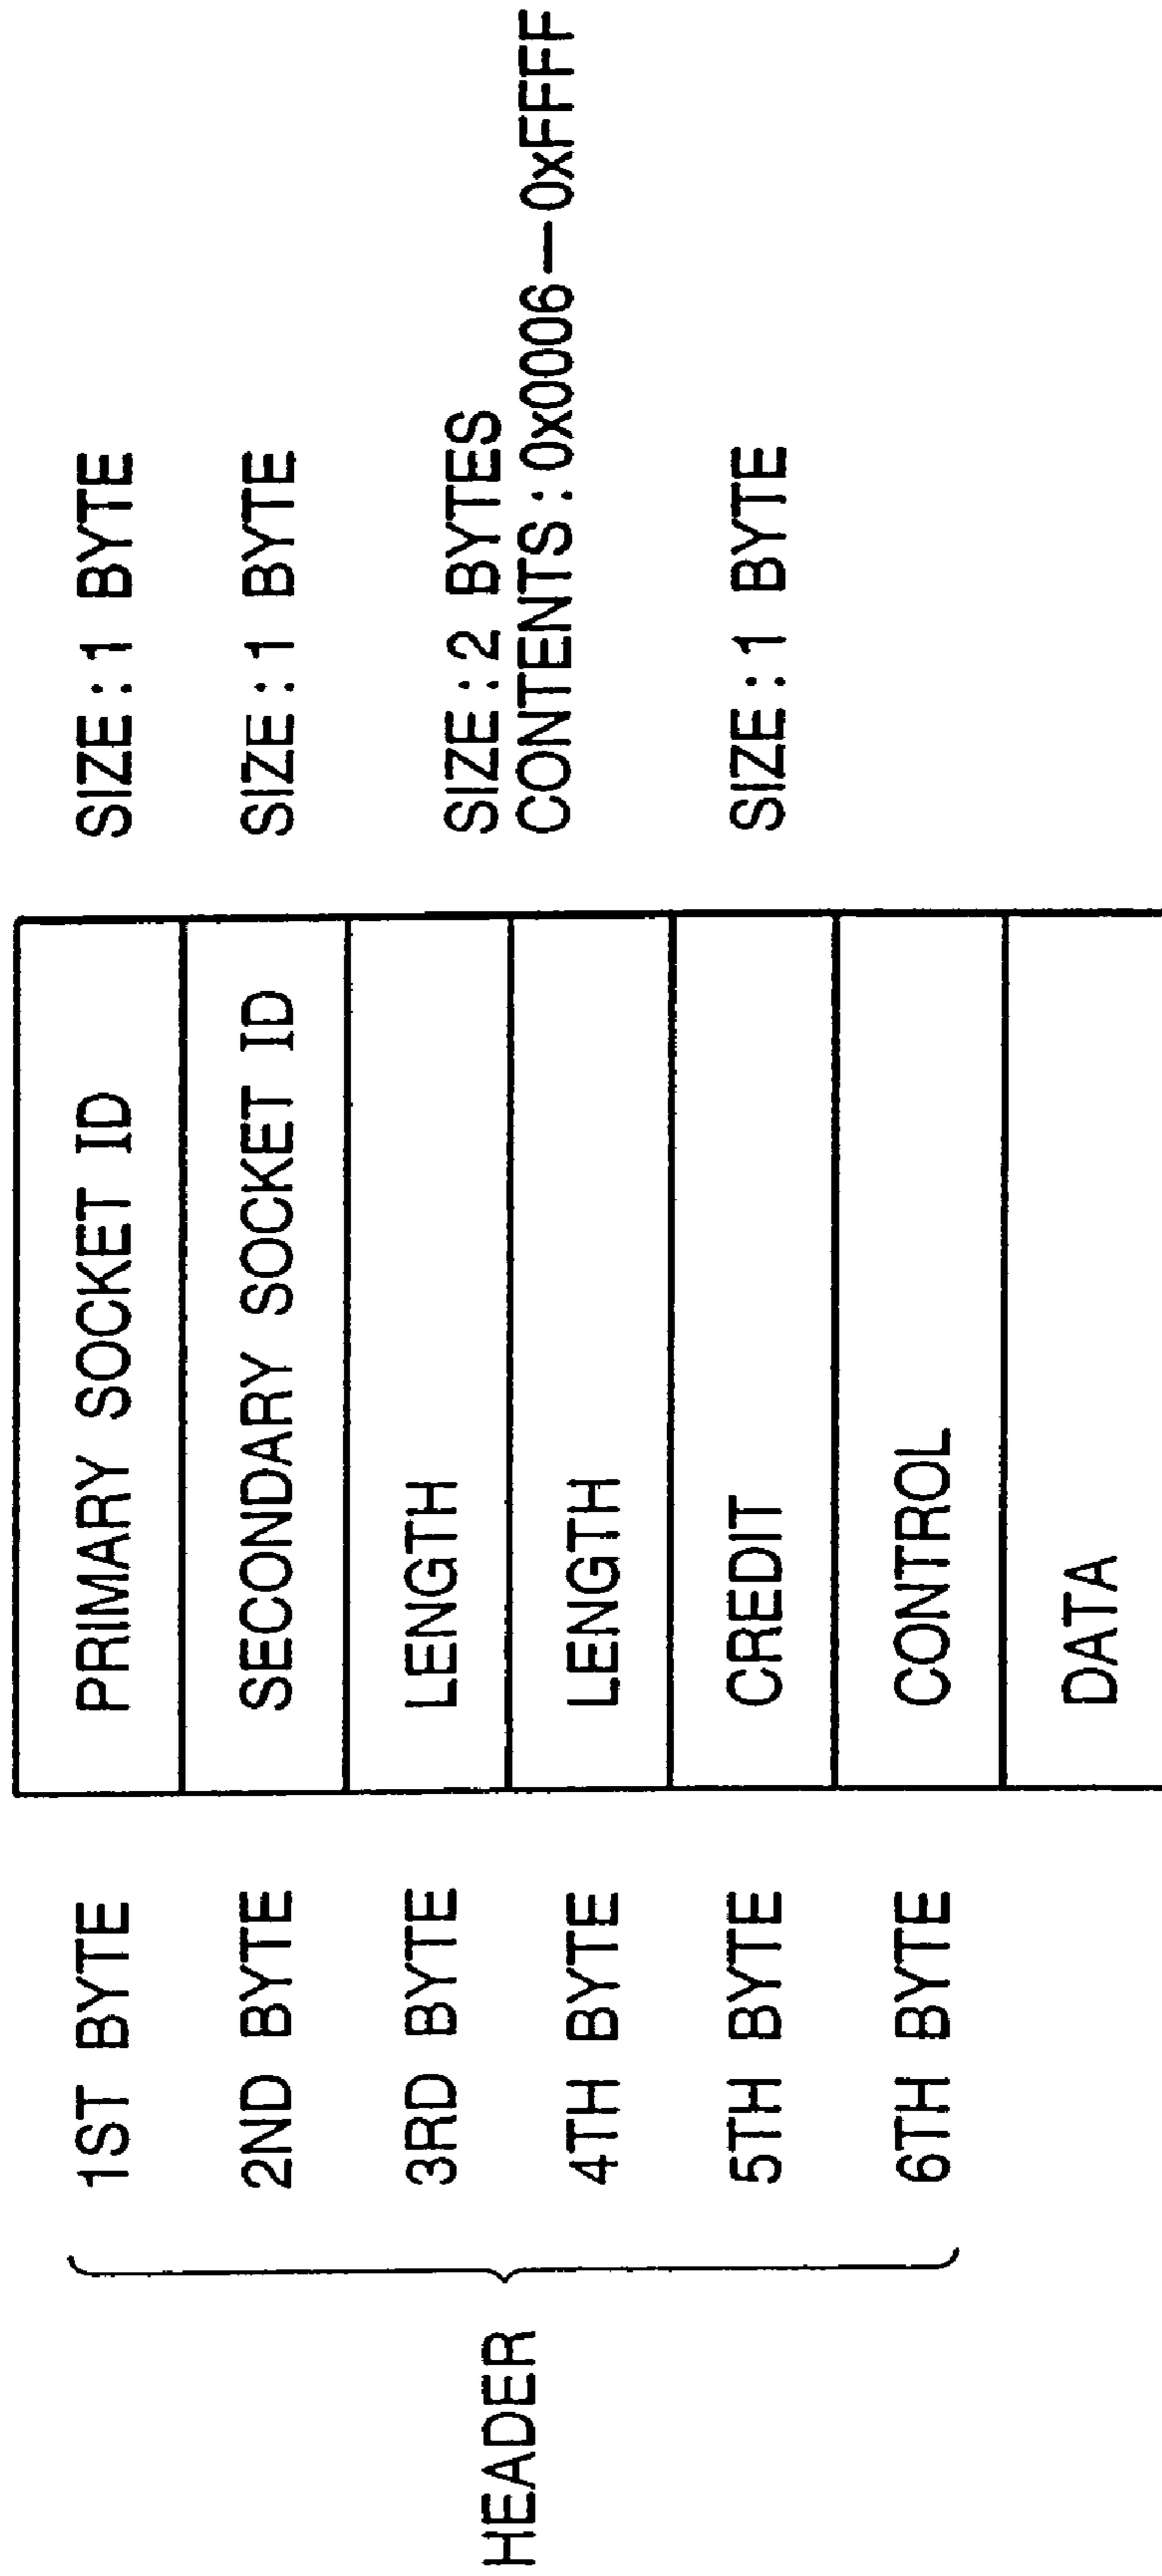 1ST BYTE PRIMARY SOCKET ID SIZE : 1 BYTE
2ND BYTE SECONDARY SOCKET ID SIZE : 1 BYTE
3RD BYTE LENGTH SIZE : 2 BYTES
CONTENTS : 0x0006—0xFFFF
HEADER
4TH BYTE LENGTH
5TH BYTE CREDIT SIZE : 1 BYTE
6TH BYTE CONTROL
DATA